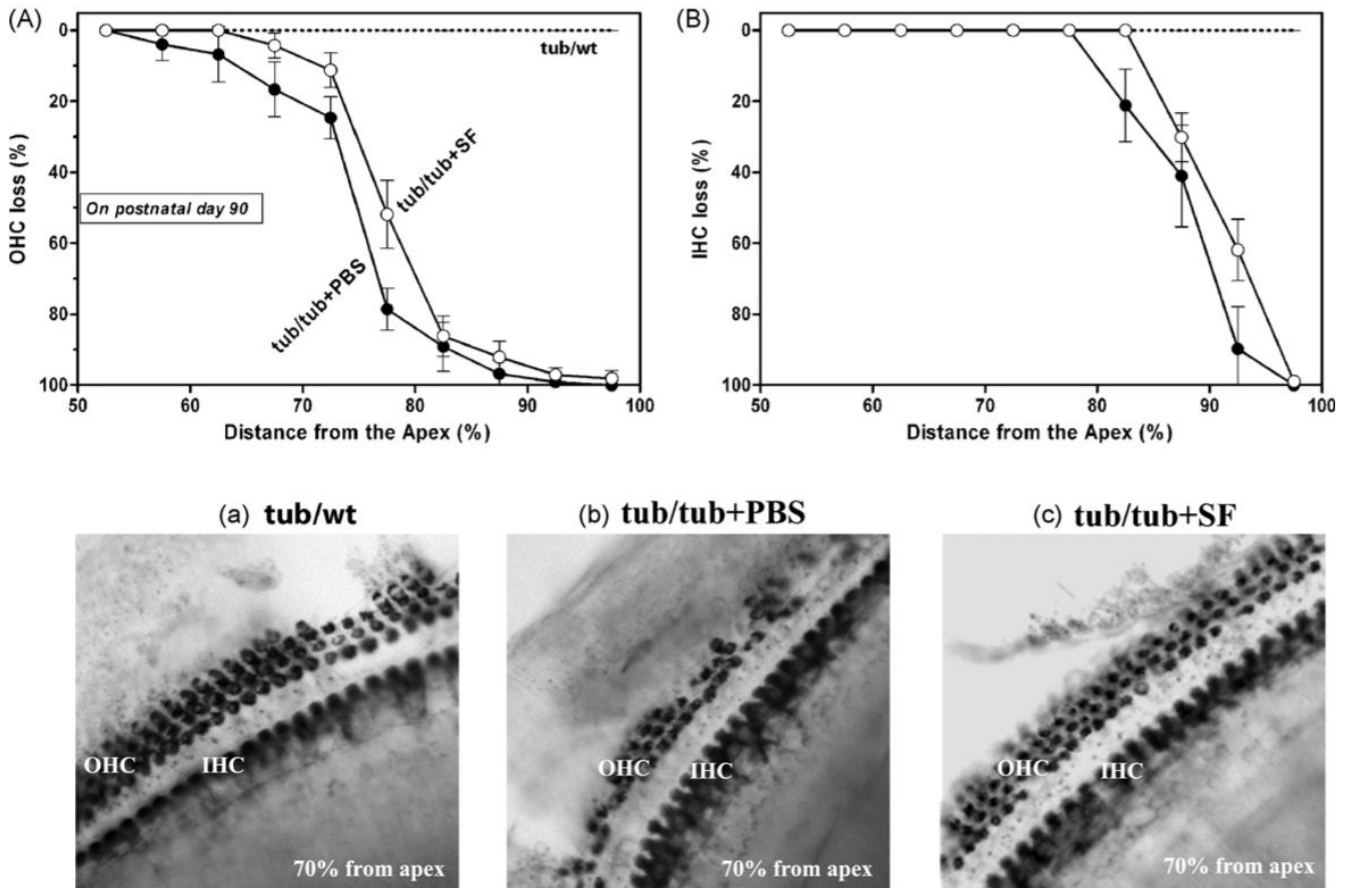 (A)
0
20
40
60
80
100
OHC loss (%)
tub/wt
tub/tub+SF
On postnatal day 90
tub/tub+PBS
50 60 70 80 90 100
Distance from the Apex (%)
(B)
0
20
40
60
80
100
IHC loss (%)
tub/wt
50 60 70 80 90 100
Distance from the Apex (%)
(a) tub/wt
OHC IHC
70% from apex
(b) tub/tub+PBS
OHC IHC
70% from apex
(c) tub/tub+SF
OHC IHC
70% from apex